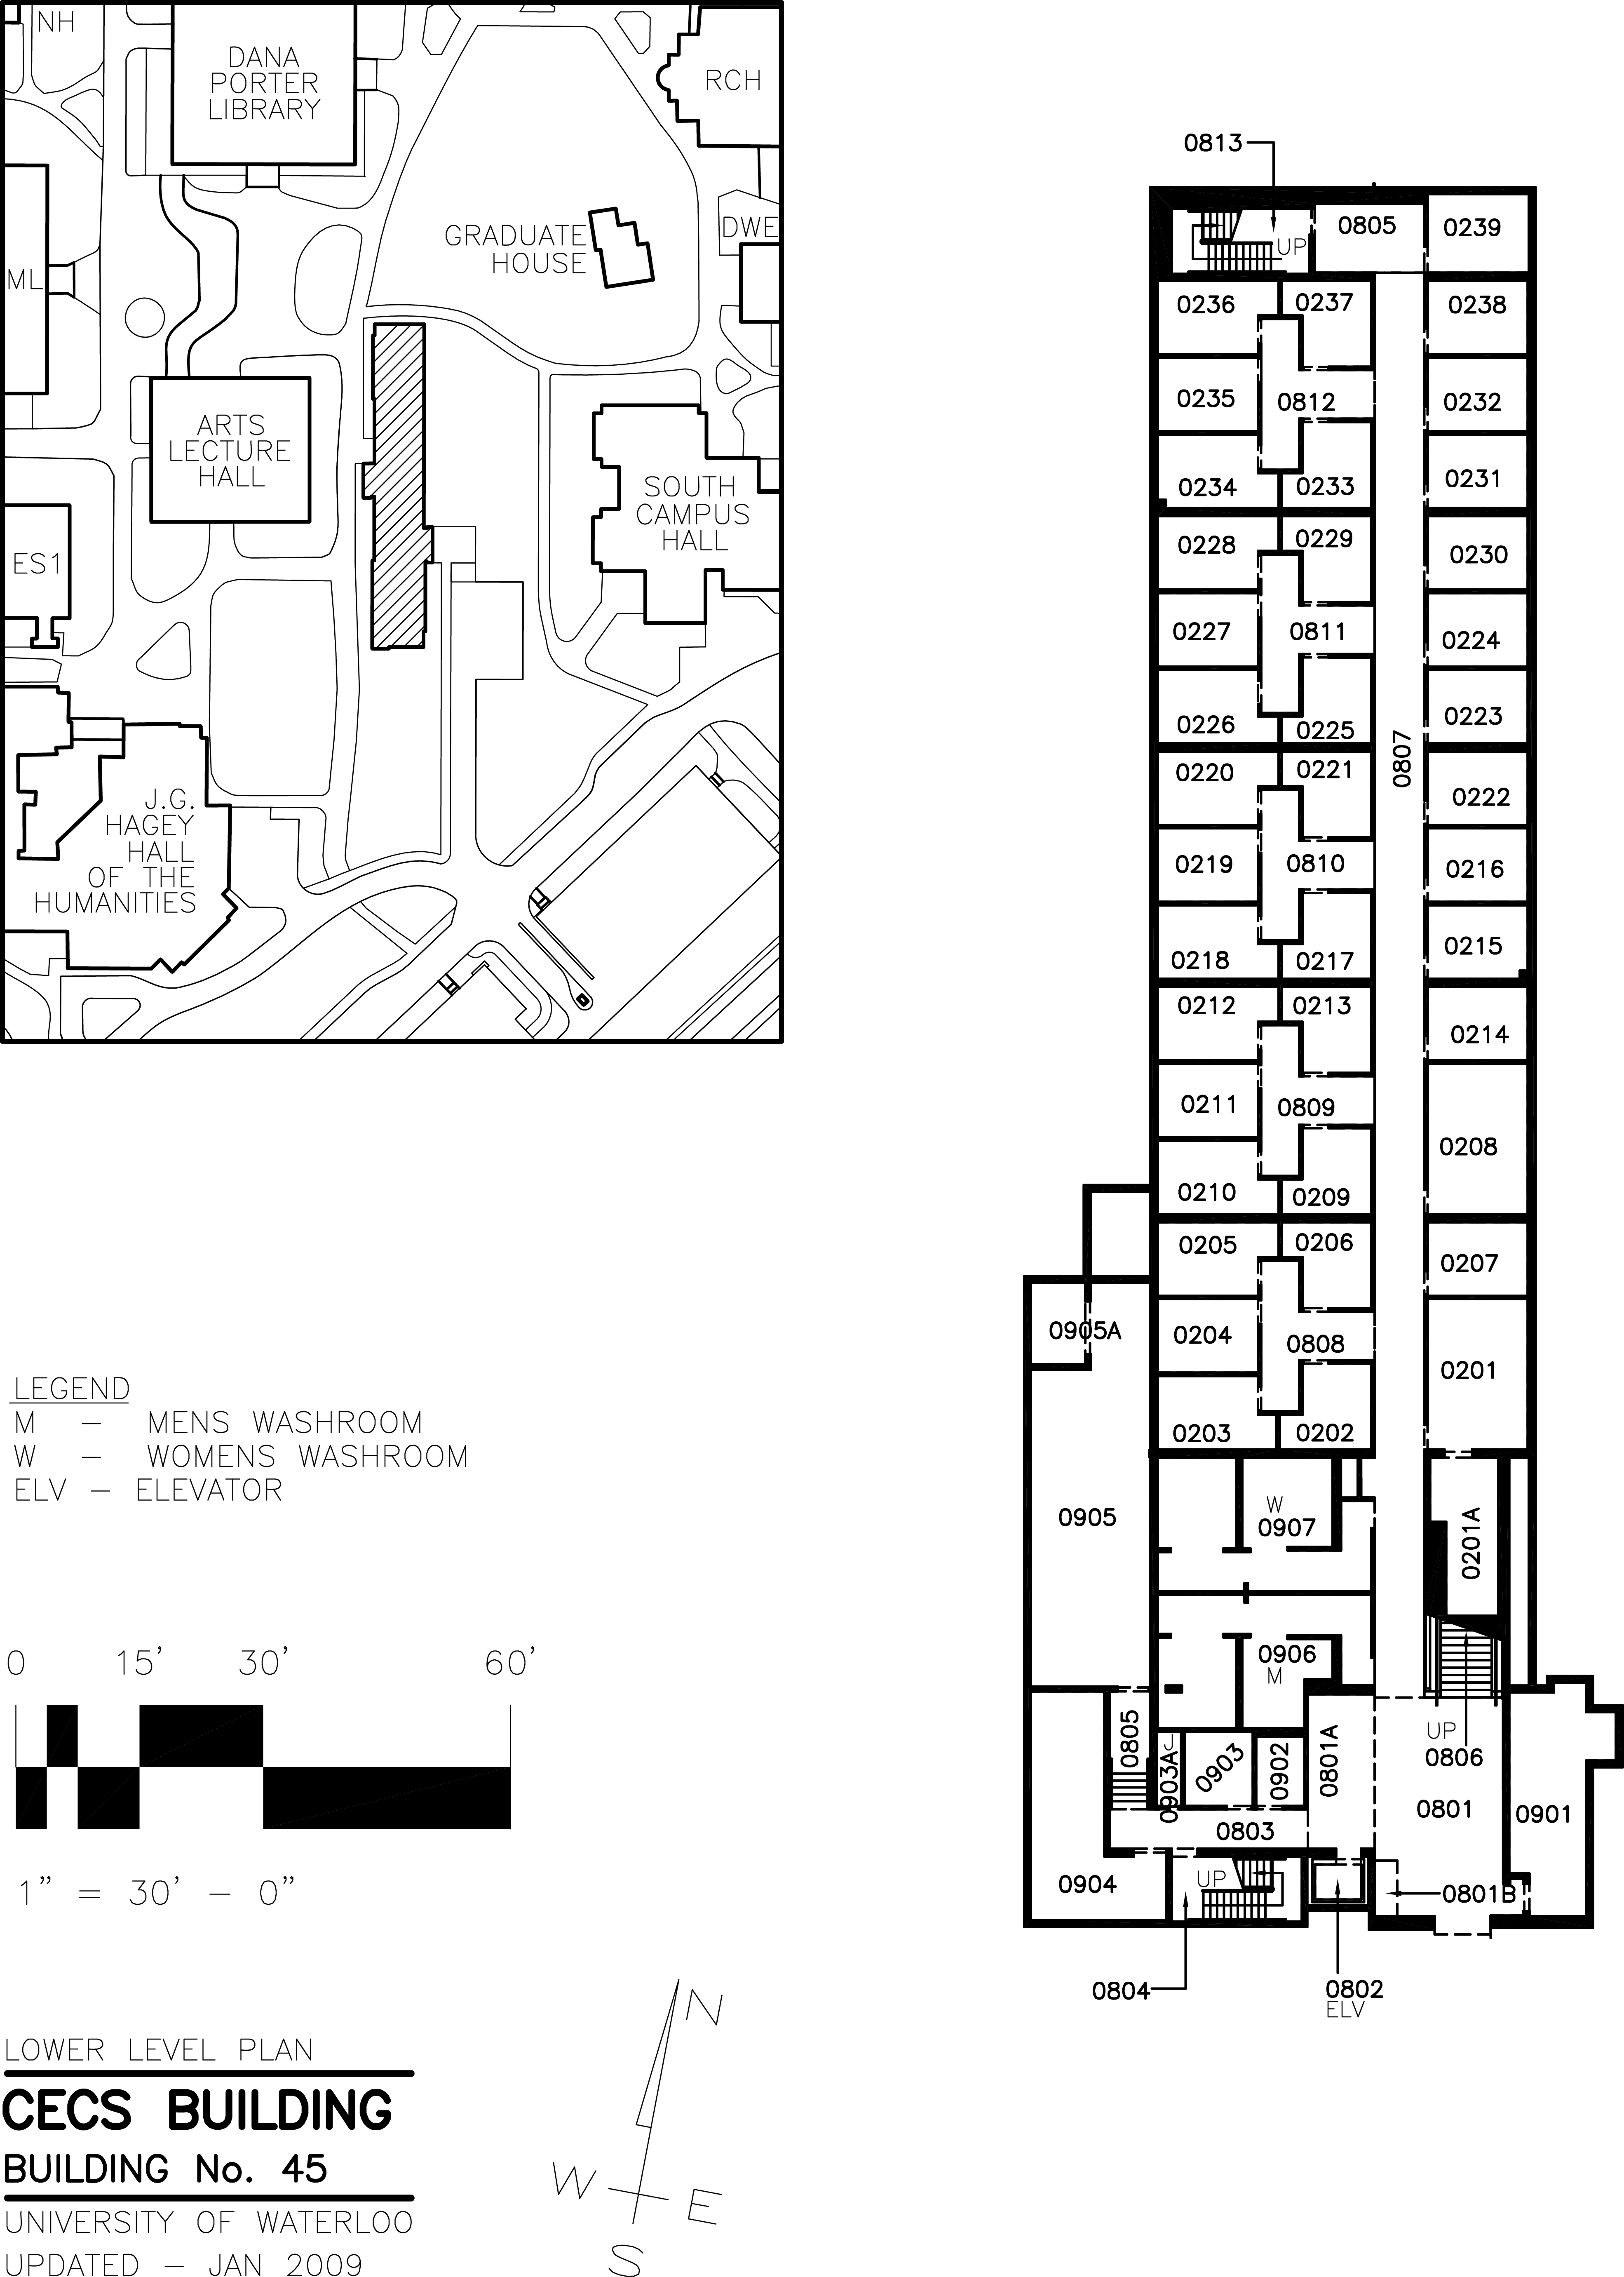 NH
DANA
PORTER
LIBRARY
RCH
ML
GRADUATE
HOUSE
DWE
ARTS
LECTURE
HALL
SOUTH
CAMPUS
HALL
ES1
J.G.
HAGEY
HALL
OF THE
HUMANITIES
LEGEND
M – MENS WASHROOM
W – WOMENS WASHROOM
ELV – ELEVATOR
0 15' 30' 60'
1" = 30' – 0"
LOWER LEVEL PLAN
CECS BUILDING
BUILDING No. 45
UNIVERSITY OF WATERLOO
UPDATED – JAN 2009
N
W
E
S
0813
UP
0805
0239
0236
0237
0238
0235
0812
0232
0234
0233
0231
0228
0229
0230
0227
0811
0224
0226
0225
0223
0807
0220
0221
0222
0219
0810
0216
0218
0217
0215
0212
0213
0214
0211
0809
0208
0210
0209
0205
0206
0207
0905A
0204
0808
0201
0203
0202
0905
W
0907
0201A
0906
M
0805
J
0903A
0903
0902
0801A
UP
0806
0801
0901
0803
0904
UP
0801B
0804
0802
ELV